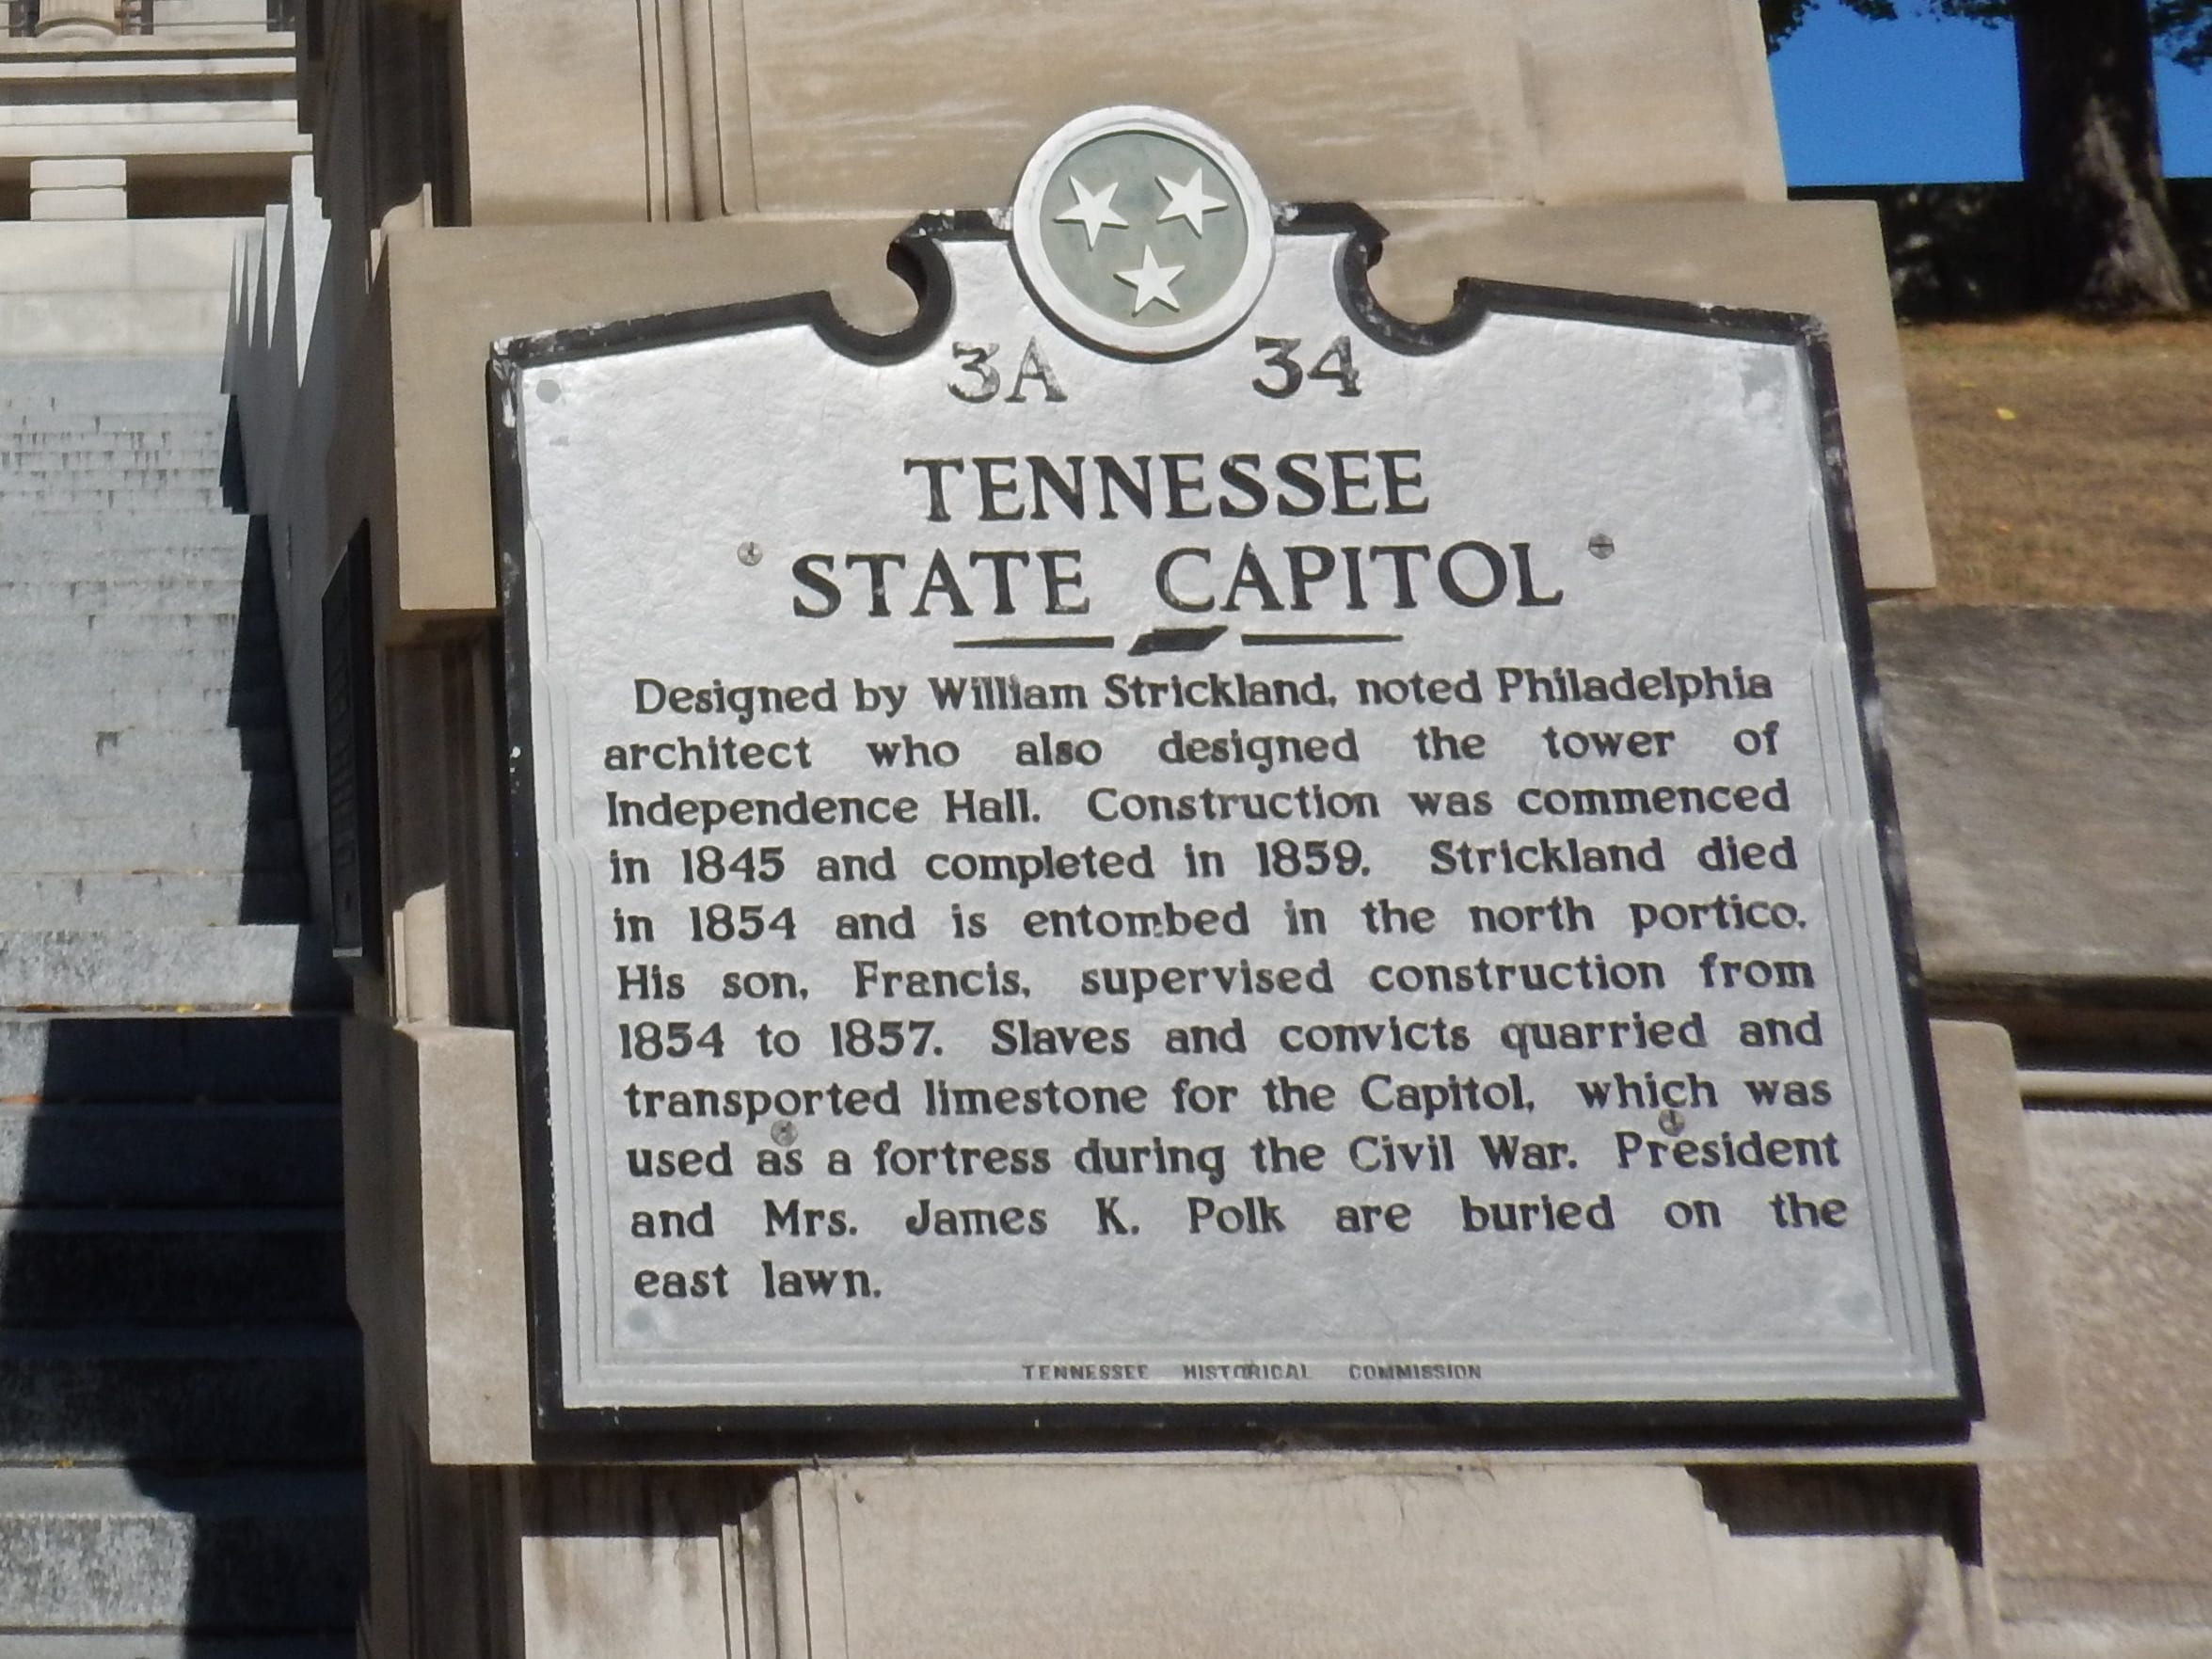 3A 34
TENNESSEE
STATE CAPITOL
Designed by William Strickland, noted Philadelphia
architect who also designed the tower of
Independence Hall. Construction was commenced
in 1845 and completed in 1859. Strickland died
in 1854 and is entombed in the north portico.
His son, Francis, supervised construction from
1854 to 1857. Slaves and convicts quarried and
transported limestone for the Capitol, which was
used as a fortress during the Civil War. President
and Mrs. James K. Polk are buried on the
east lawn.
TENNESSEE HISTORICAL COMMISSION